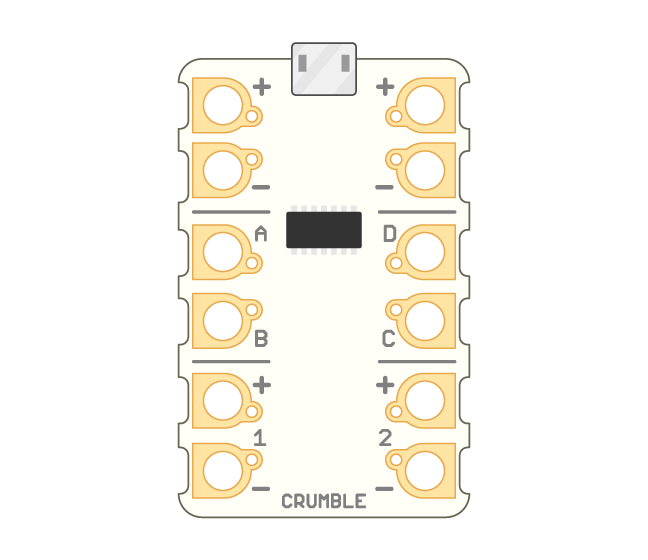 + +
− −
A D
B C
+ +
1 2
− −
CRUMBLE